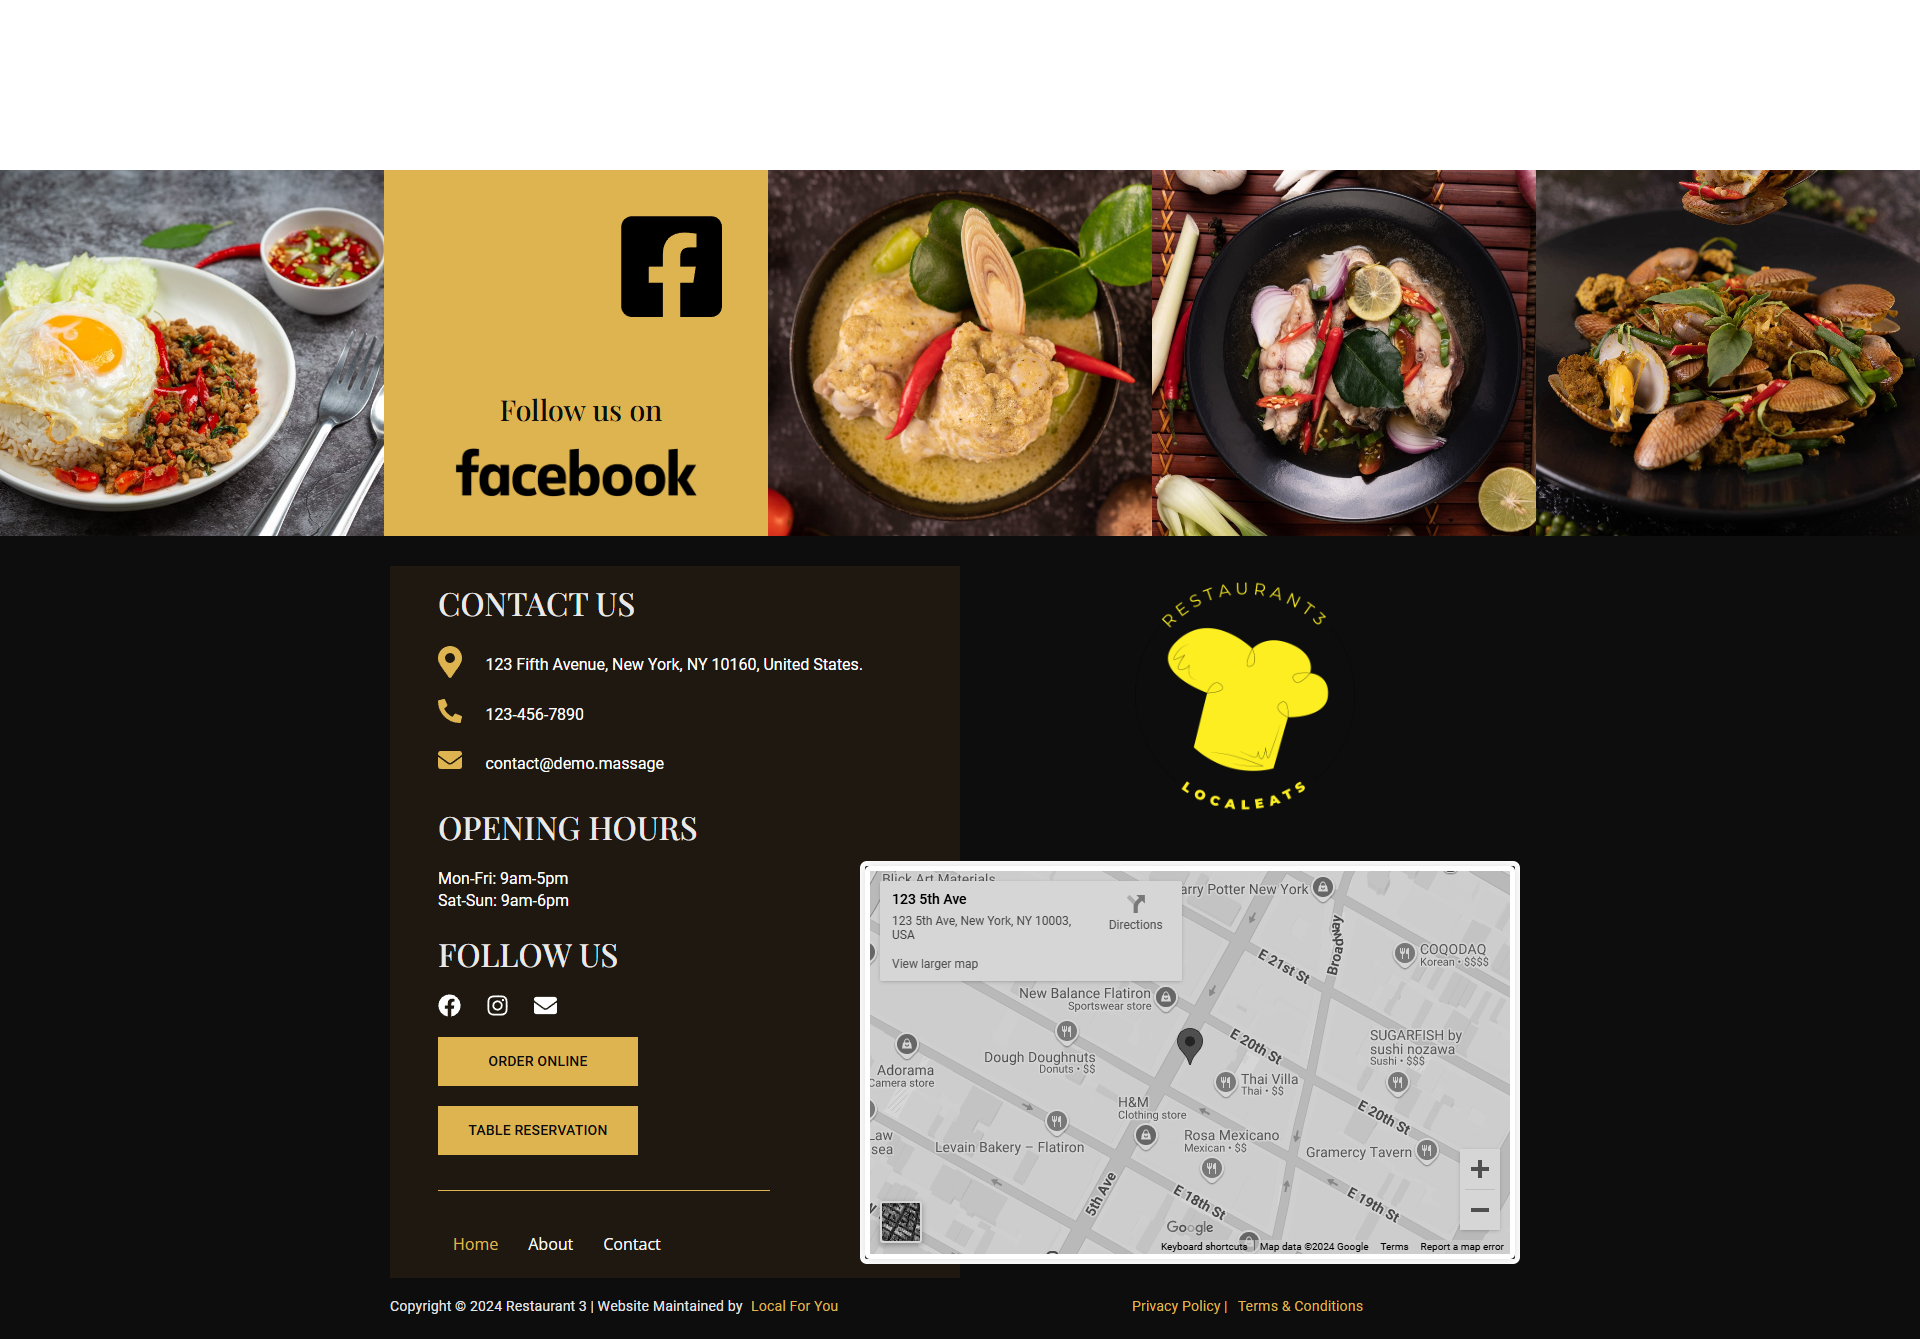 Follow us on
facebook
CONTACT US
123 Fifth Avenue, New York, NY 10160, United States.
123-456-7890
contact@demo.massage
OPENING HOURS
Mon-Fri: 9am-5pm
Sat-Sun: 9am-6pm
FOLLOW US
ORDER ONLINE
TABLE RESERVATION
Home
About
Contact
RESTAURANT3
LOCALEATS
Blick Art Materials
arry Potter New York
123 5th Ave
123 5th Ave, New York, NY 10003,
USA
Directions
View larger map
Broadway
E 21st St
COQODAQ
Korean • $$$$
New Balance Flatiron
Sportswear store
E 20th St
SUGARFISH by
sushi nozawa
Sushi • $$$
Dough Doughnuts
Donuts • $$
Adorama
Camera store
Thai Villa
Thai • $$
H&M
Clothing store
E 20th St
Law
sea
Levain Bakery – Flatiron
Rosa Mexicano
Mexican • $$
Gramercy Tavern
5th Ave
E 18th St
E 19th St
Google
Keyboard shortcuts
Map data ©2024 Google
Terms
Report a map error
Copyright © 2024 Restaurant 3 | Website Maintained by Local For You
Privacy Policy |
Terms & Conditions